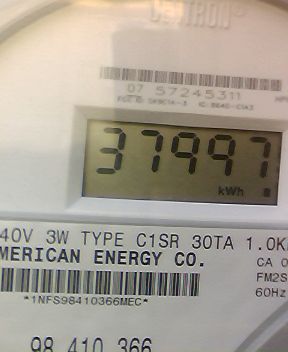 CENTRON®
07 57245311
37997
kWh
40V 3W TYPE C1SR 30TA 1.0K
MERICAN ENERGY CO.
CA 0
FM2S
60Hz
*1NFS98410366MEC*
98 410 366